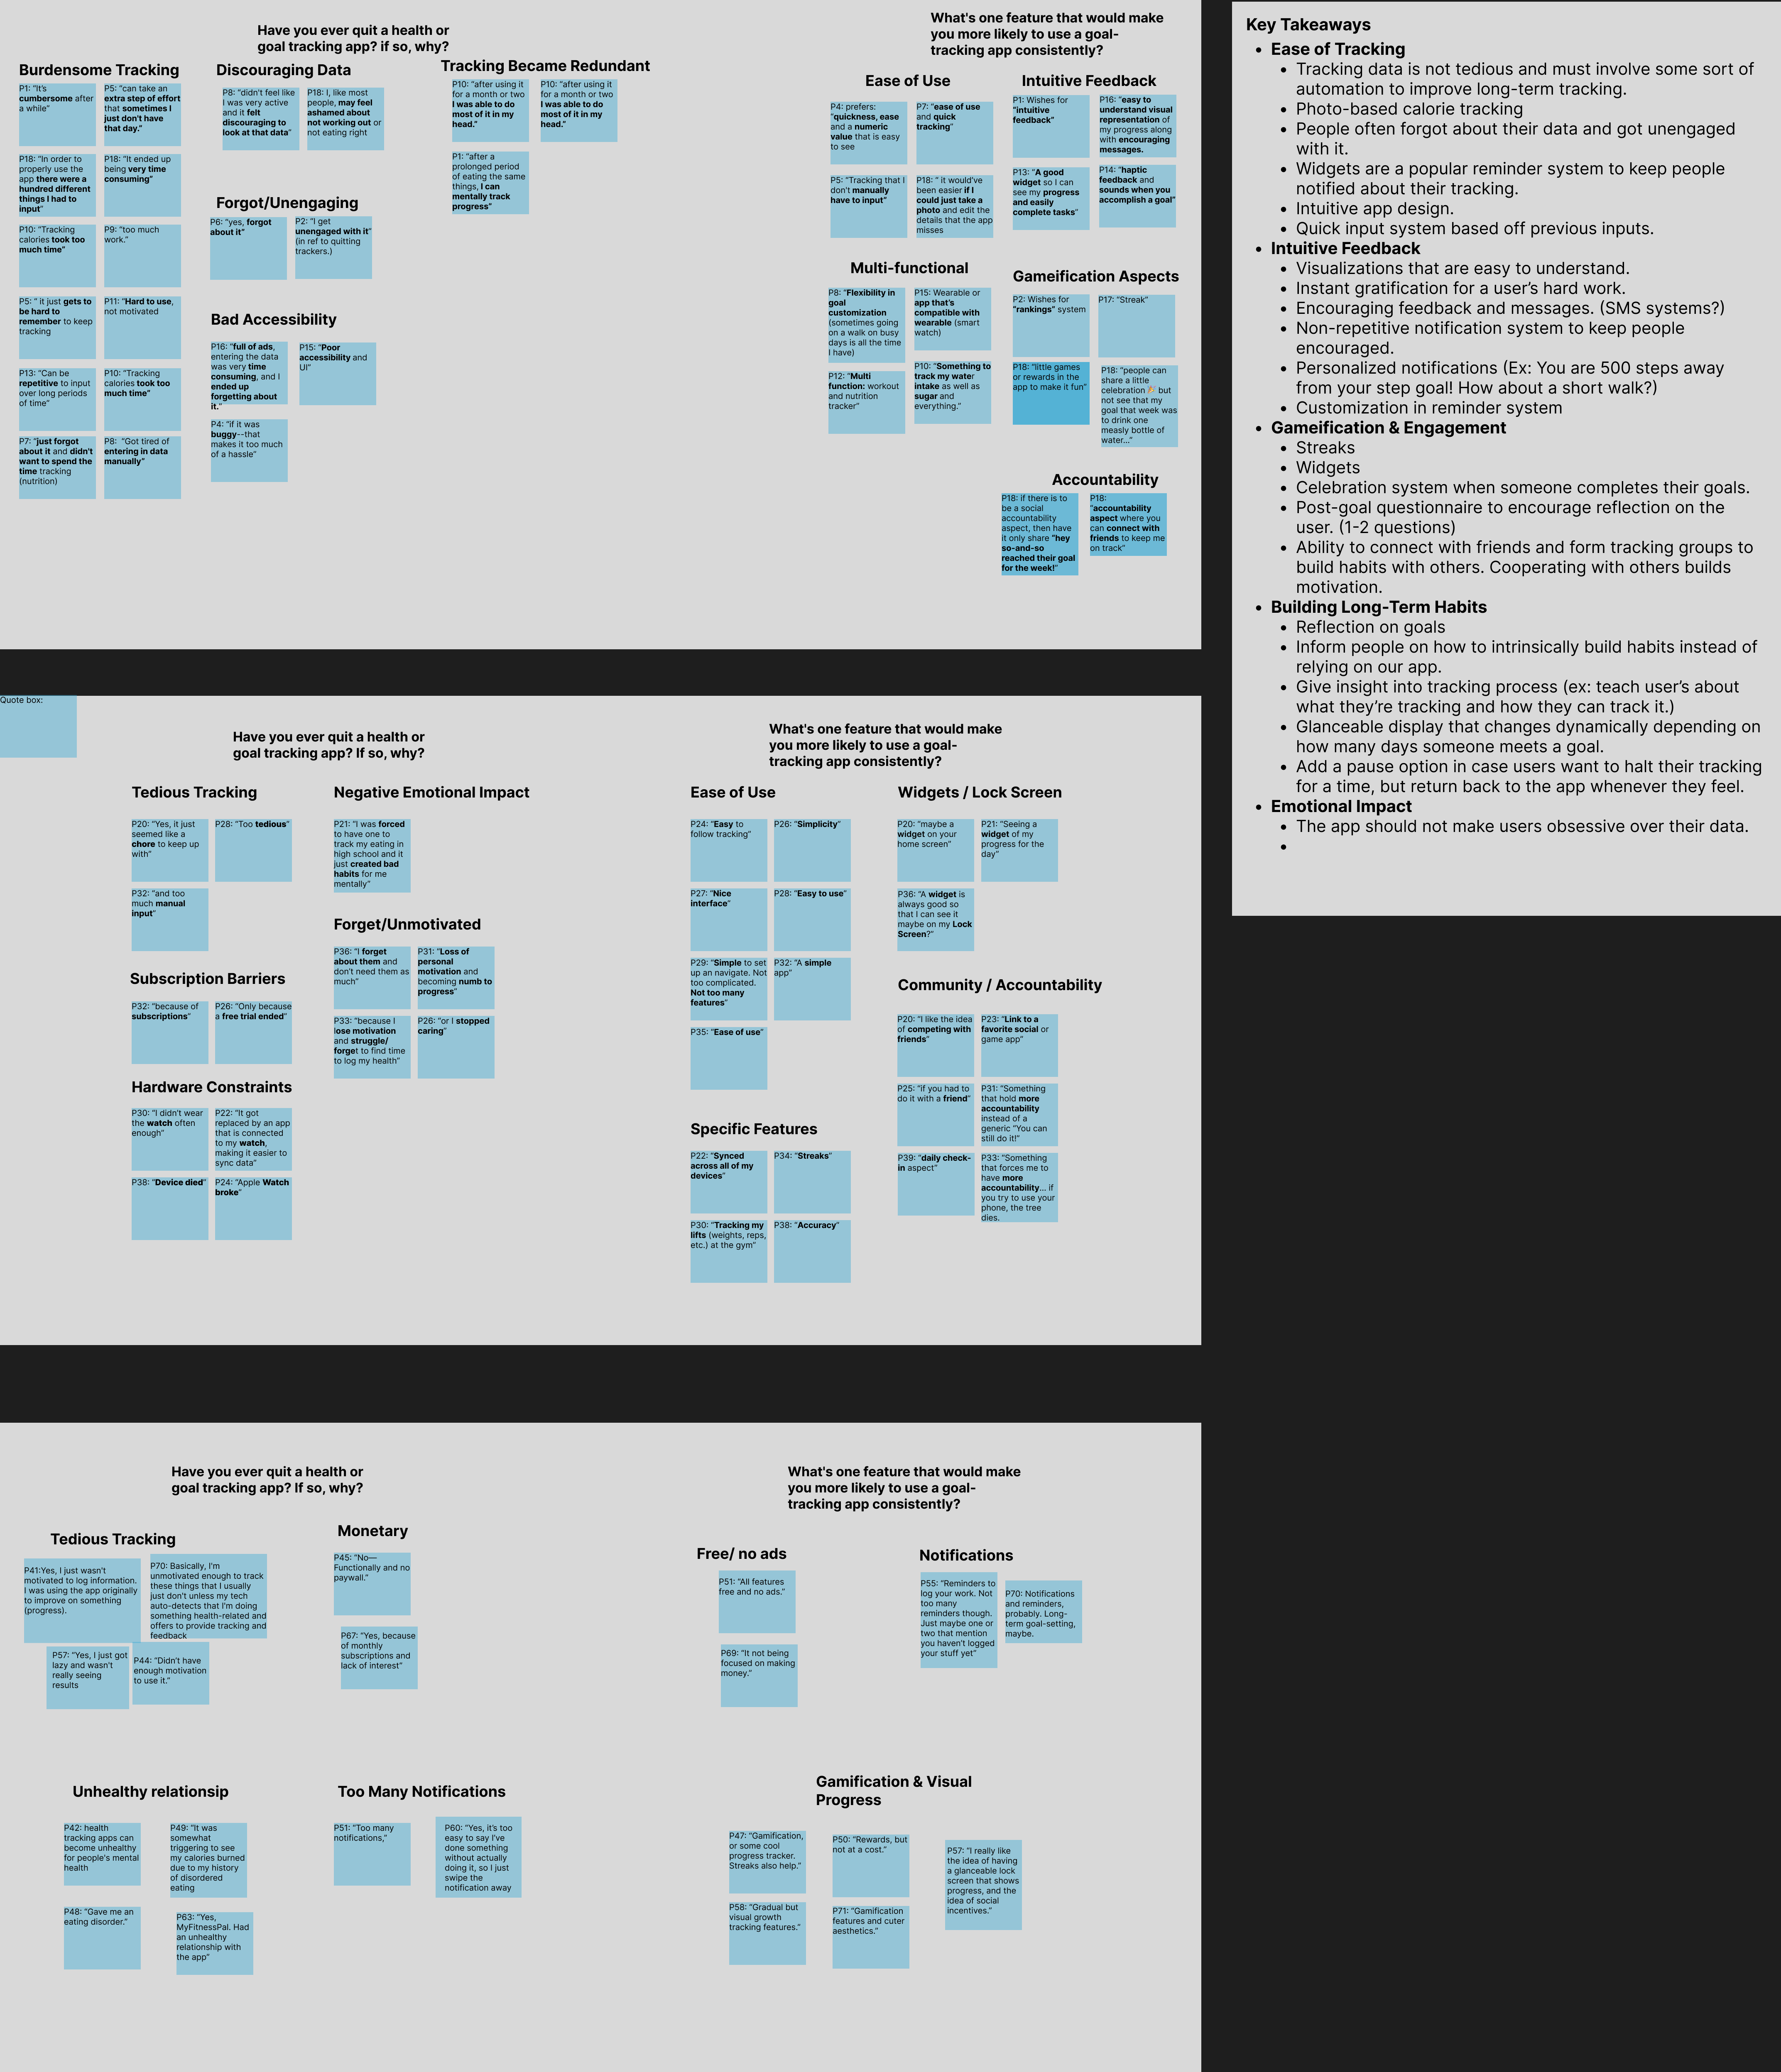 Have you ever quit a health or
goal tracking app? if so, why?
Burdensome Tracking
P1: “It’s
cumbersome after
a while”
P5: “can take an
extra step of effort
that sometimes I
just don’t have
that day.”
P18: “In order to
properly use the
app there were a
hundred different
things I had to
input”
P18: “It ended up
being very time
consuming”
P10: “Tracking
calories took too
much time”
P9: “too much
work.”
P5: “ it just gets to
be hard to
remember to keep
tracking
P11: “Hard to use,
not motivated
P13: “Can be
repetitive to input
over long periods
of time”
P10: “Tracking
calories took too
much time”
P7: “just forgot
about it and didn’t
want to spend the
time tracking
(nutrition)
P8:  “Got tired of
entering in data
manually”
Discouraging Data
P8: “didn’t feel like
I was very active
and it felt
discouraging to
look at that data”
P18: I, like most
people, may feel
ashamed about
not working out or
not eating right
Forgot/Unengaging
P6: “yes, forgot
about it”
P2: “I get
unengaged with it”
(in ref to quitting
trackers.)
Bad Accessibility
P16: “full of ads,
entering the data
was very time
consuming, and I
ended up
forgetting about
it.”
P15: “Poor
accessibility and
UI”
P4: “if it was
buggy--that
makes it too much
of a hassle”
Tracking Became Redundant
P10: “after using it
for a month or two
I was able to do
most of it in my
head.”
P10: “after using it
for a month or two
I was able to do
most of it in my
head.”
P1: “after a
prolonged period
of eating the same
things, I can
mentally track
progress”
What's one feature that would make
you more likely to use a goal-
tracking app consistently?
Ease of Use
P4: prefers:
“quickness, ease
and a numeric
value that is easy
to see
P7: “ease of use
and quick
tracking”
P5: “Tracking that I
don’t manually
have to input”
P18: “ it would’ve
been easier if I
could just take a
photo and edit the
details that the app
misses
Intuitive Feedback
P1: Wishes for
“intuitive
feedback”
P16: “easy to
understand visual
representation of
my progress along
with encouraging
messages.
P13: “A good
widget so I can
see my progress
and easily
complete tasks”
P14: “haptic
feedback and
sounds when you
accomplish a goal”
Multi-functional
P8: “Flexibility in
goal
customization
(sometimes going
on a walk on busy
days is all the time
I have)
P15: Wearable or
app that’s
compatible with
wearable (smart
watch)
P12: “Multi
function: workout
and nutrition
tracker”
P10: “Something to
track my water
intake as well as
sugar and
everything.”
Gameification Aspects
P2: Wishes for
“rankings” system
P17: “Streak”
P18: “little games
or rewards in the
app to make it fun”
P18: “people can
share a little
celebration 🎉 but
not see that my
goal that week was
to drink one
measly bottle of
water...”
Accountability
P18: if there is to
be a social
accountability
aspect, then have
it only share “hey
so-and-so
reached their goal
for the week!”
P18:
“accountability
aspect where you
can connect with
friends to keep me
on track”
Key Takeaways
• Ease of Tracking
• Tracking data is not tedious and must involve some sort of
automation to improve long-term tracking.
• Photo-based calorie tracking
• People often forgot about their data and got unengaged
with it.
• Widgets are a popular reminder system to keep people
notified about their tracking.
• Intuitive app design.
• Quick input system based off previous inputs.
• Intuitive Feedback
• Visualizations that are easy to understand.
• Instant gratification for a user’s hard work.
• Encouraging feedback and messages. (SMS systems?)
• Non-repetitive notification system to keep people
encouraged.
• Personalized notifications (Ex: You are 500 steps away
from your step goal! How about a short walk?)
• Customization in reminder system
• Gameification & Engagement
• Streaks
• Widgets
• Celebration system when someone completes their goals.
• Post-goal questionnaire to encourage reflection on the
user. (1-2 questions)
• Ability to connect with friends and form tracking groups to
build habits with others. Cooperating with others builds
motivation.
• Building Long-Term Habits
• Reflection on goals
• Inform people on how to intrinsically build habits instead of
relying on our app.
• Give insight into tracking process (ex: teach user’s about
what they’re tracking and how they can track it.)
• Glanceable display that changes dynamically depending on
how many days someone meets a goal.
• Add a pause option in case users want to halt their tracking
for a time, but return back to the app whenever they feel.
• Emotional Impact
• The app should not make users obsessive over their data.
•
Quote box:
Have you ever quit a health or
goal tracking app? If so, why?
Tedious Tracking
P20: “Yes, it just
seemed like a
chore to keep up
with”
P28: “Too tedious”
P32: “and too
much manual
input”
Subscription Barriers
P32: “because of
subscriptions”
P26: “Only because
a free trial ended”
Hardware Constraints
P30: “I didn’t wear
the watch often
enough”
P22: “It got
replaced by an app
that is connected
to my watch,
making it easier to
sync data”
P38: “Device died”
P24: “Apple Watch
broke”
Negative Emotional Impact
P21: “I was forced
to have one to
track my eating in
high school and it
just created bad
habits for me
mentally”
Forget/Unmotivated
P36: “I forget
about them and
don’t need them as
much”
P31: “Loss of
personal
motivation and
becoming numb to
progress”
P33: “because I
lose motivation
and struggle/
forget to find time
to log my health”
P26: “or I stopped
caring”
What's one feature that would make
you more likely to use a goal-
tracking app consistently?
Ease of Use
P24: “Easy to
follow tracking”
P26: “Simplicity”
P27: “Nice
interface”
P28: “Easy to use”
P29: “Simple to set
up an navigate. Not
too complicated.
Not too many
features”
P32: “A simple
app”
P35: “Ease of use”
Specific Features
P22: “Synced
across all of my
devices”
P34: “Streaks”
P30: “Tracking my
lifts (weights, reps,
etc.) at the gym”
P38: “Accuracy”
Widgets / Lock Screen
P20: “maybe a
widget on your
home screen”
P21: “Seeing a
widget of my
progress for the
day”
P36: “A widget is
always good so
that I can see it
maybe on my Lock
Screen?”
Community / Accountability
P20: “I like the idea
of competing with
friends”
P23: “Link to a
favorite social or
game app”
P25: “if you had to
do it with a friend”
P31: “Something
that hold more
accountability
instead of a
generic “You can
still do it!”
P39: “daily check-
in aspect”
P33: “Something
that forces me to
have more
accountability... if
you try to use your
phone, the tree
dies.
Have you ever quit a health or
goal tracking app? If so, why?
Tedious Tracking
P41:Yes, I just wasn't
motivated to log information.
I was using the app originally
to improve on something
(progress).
P70: Basically, I'm
unmotivated enough to track
these things that I usually
just don't unless my tech
auto-detects that I'm doing
something health-related and
offers to provide tracking and
feedback
P57: “Yes, I just got
lazy and wasn’t
really seeing
results
P44: “Didn’t have
enough motivation
to use it.”
Monetary
P45: “No—
Functionally and no
paywall.”
P67: “Yes, because
of monthly
subscriptions and
lack of interest”
Unhealthy relationsip
P42: health
tracking apps can
become unhealthy
for people's mental
health
P49: “It was
somewhat
triggering to see
my calories burned
due to my history
of disordered
eating
P48: “Gave me an
eating disorder.”
P63: “Yes,
MyFitnessPal. Had
an unhealthy
relationship with
the app”
Too Many Notifications
P51: “Too many
notifications,”
P60: “Yes, it’s too
easy to say I’ve
done something
without actually
doing it, so I just
swipe the
notification away
What's one feature that would make
you more likely to use a goal-
tracking app consistently?
Free/ no ads
P51: “All features
free and no ads.”
P69: “It not being
focused on making
money.”
Notifications
P55: “Reminders to
log your work. Not
too many
reminders though.
Just maybe one or
two that mention
you haven’t logged
your stuff yet”
P70: Notifications
and reminders,
probably. Long-
term goal-setting,
maybe.
Gamification & Visual
Progress
P47: “Gamification,
or some cool
progress tracker.
Streaks also help.”
P50: “Rewards, but
not at a cost.”
P57: “I really like
the idea of having
a glanceable lock
screen that shows
progress, and the
idea of social
incentives.”
P58: “Gradual but
visual growth
tracking features.”
P71: “Gamification
features and cuter
aesthetics.”